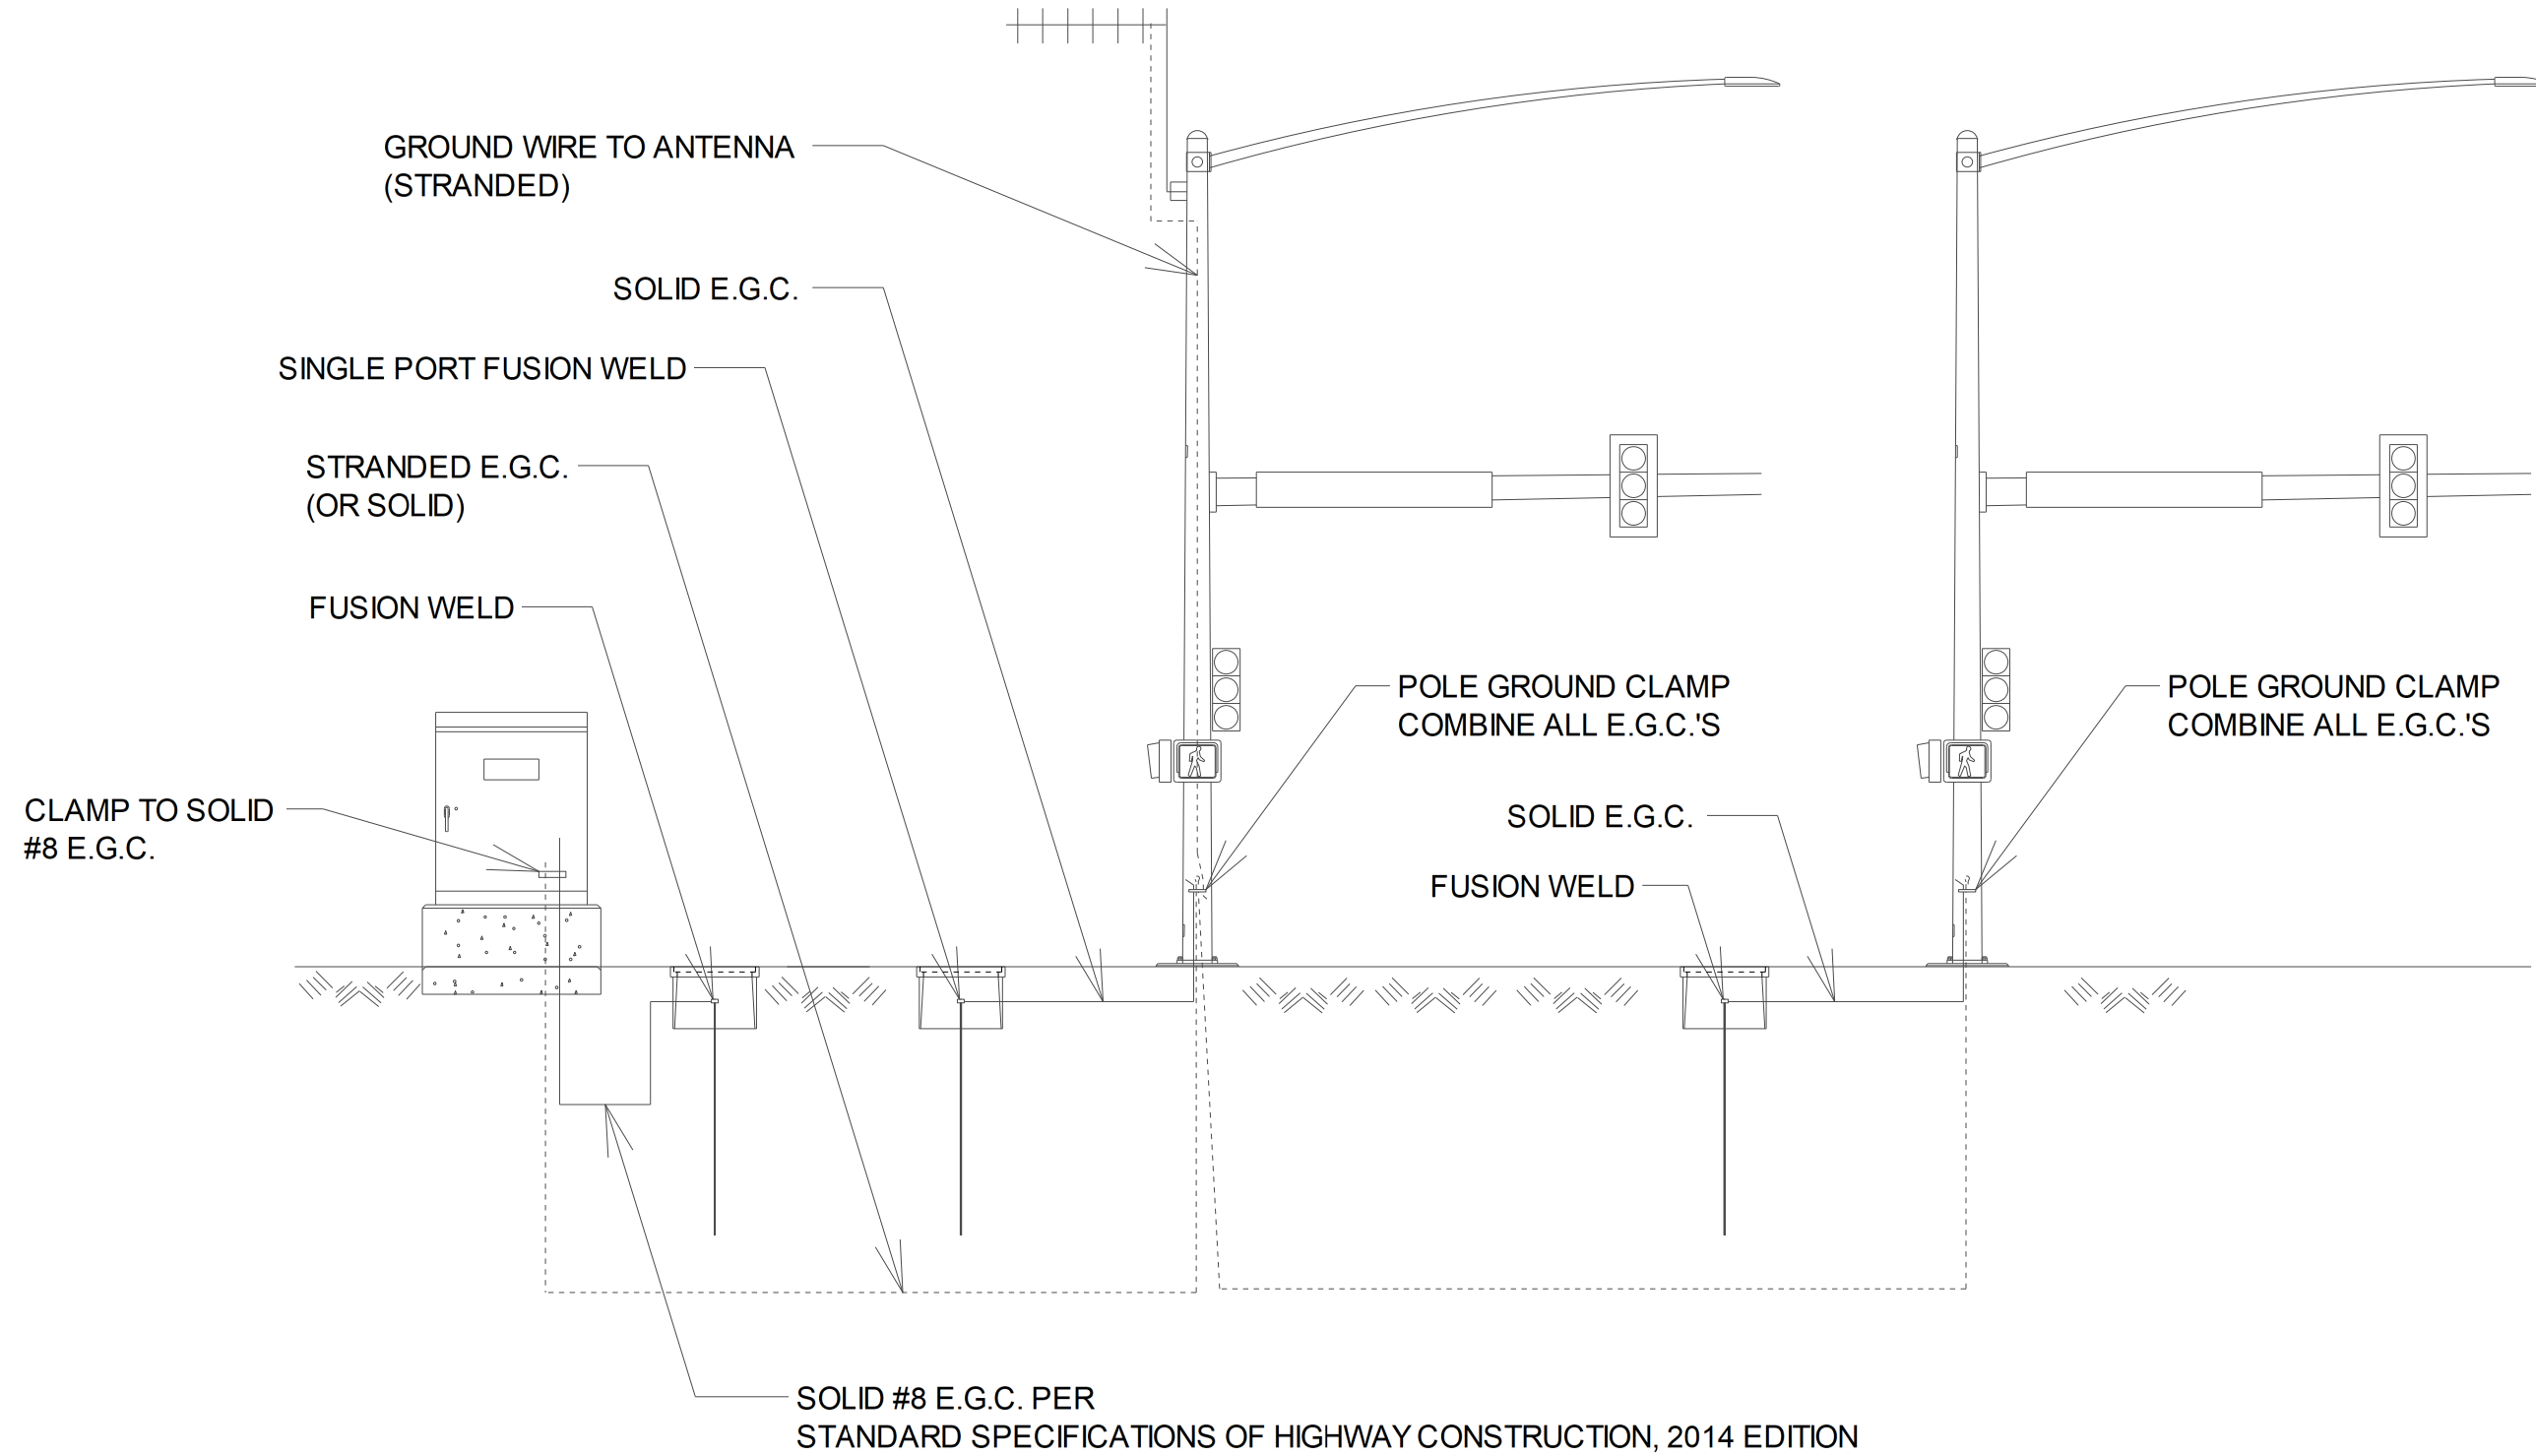 GROUND WIRE TO ANTENNA
(STRANDED)
SOLID E.G.C.
SINGLE PORT FUSION WELD
STRANDED E.G.C.
(OR SOLID)
FUSION WELD
POLE GROUND CLAMP
COMBINE ALL E.G.C.'S
POLE GROUND CLAMP
COMBINE ALL E.G.C.'S
CLAMP TO SOLID
#8 E.G.C.
SOLID E.G.C.
FUSION WELD
SOLID #8 E.G.C. PER
STANDARD SPECIFICATIONS OF HIGHWAY CONSTRUCTION, 2014 EDITION